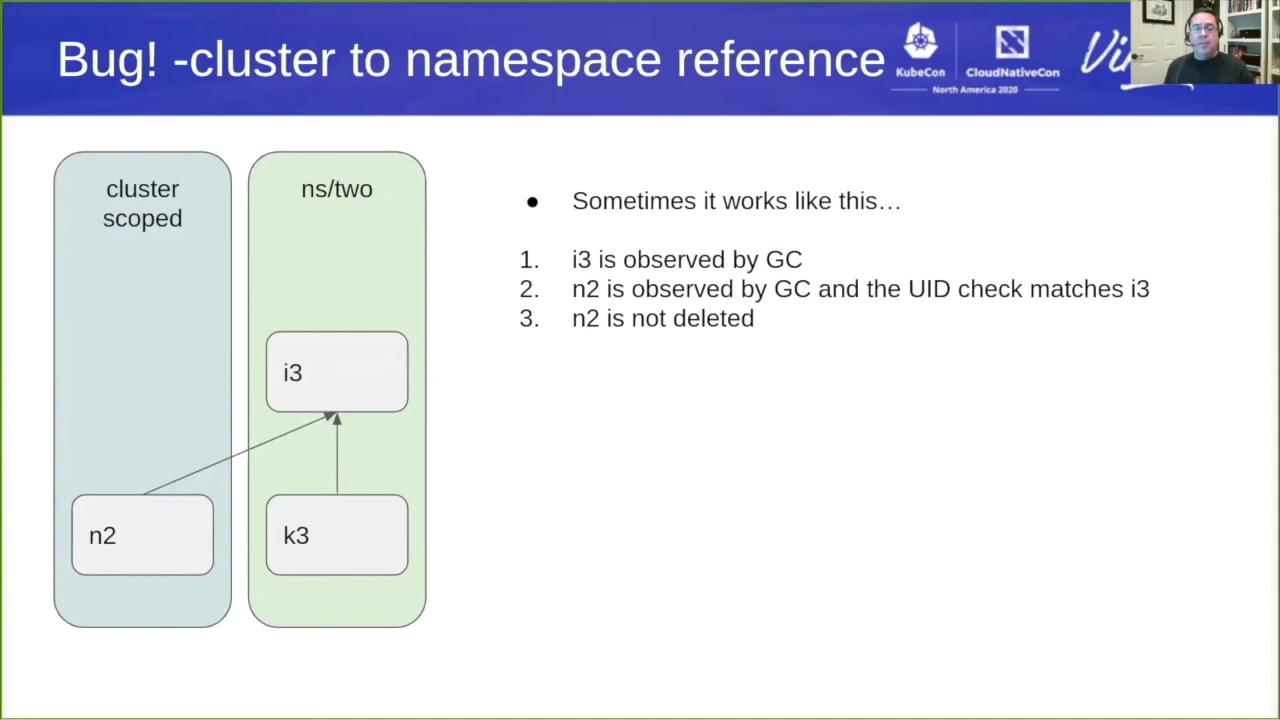 Bug! -cluster to namespace reference
KubeCon
CloudNativeCon
North America 2020
cluster
scoped
ns/two
i3
n2
k3
● Sometimes it works like this…
1. i3 is observed by GC
2. n2 is observed by GC and the UID check matches i3
3. n2 is not deleted